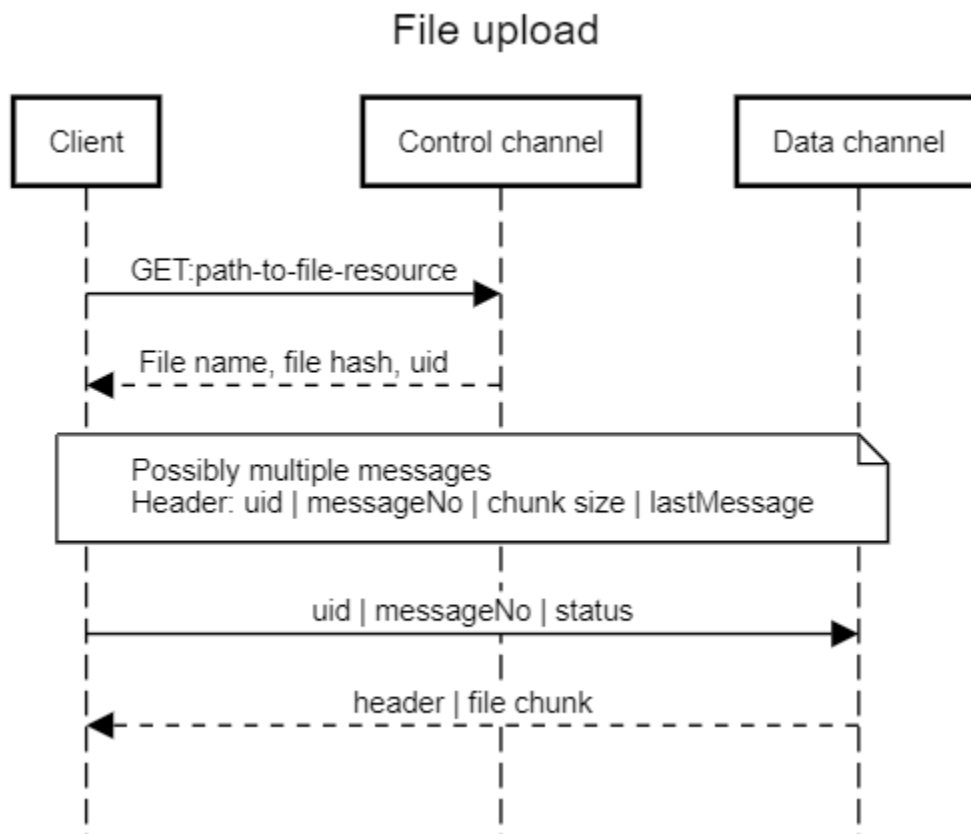 File upload
Client
Control channel
Data channel
GET:path-to-file-resource
File name, file hash, uid
Possibly multiple messages
Header: uid | messageNo | chunk size | lastMessage
uid | messageNo | status
header | file chunk